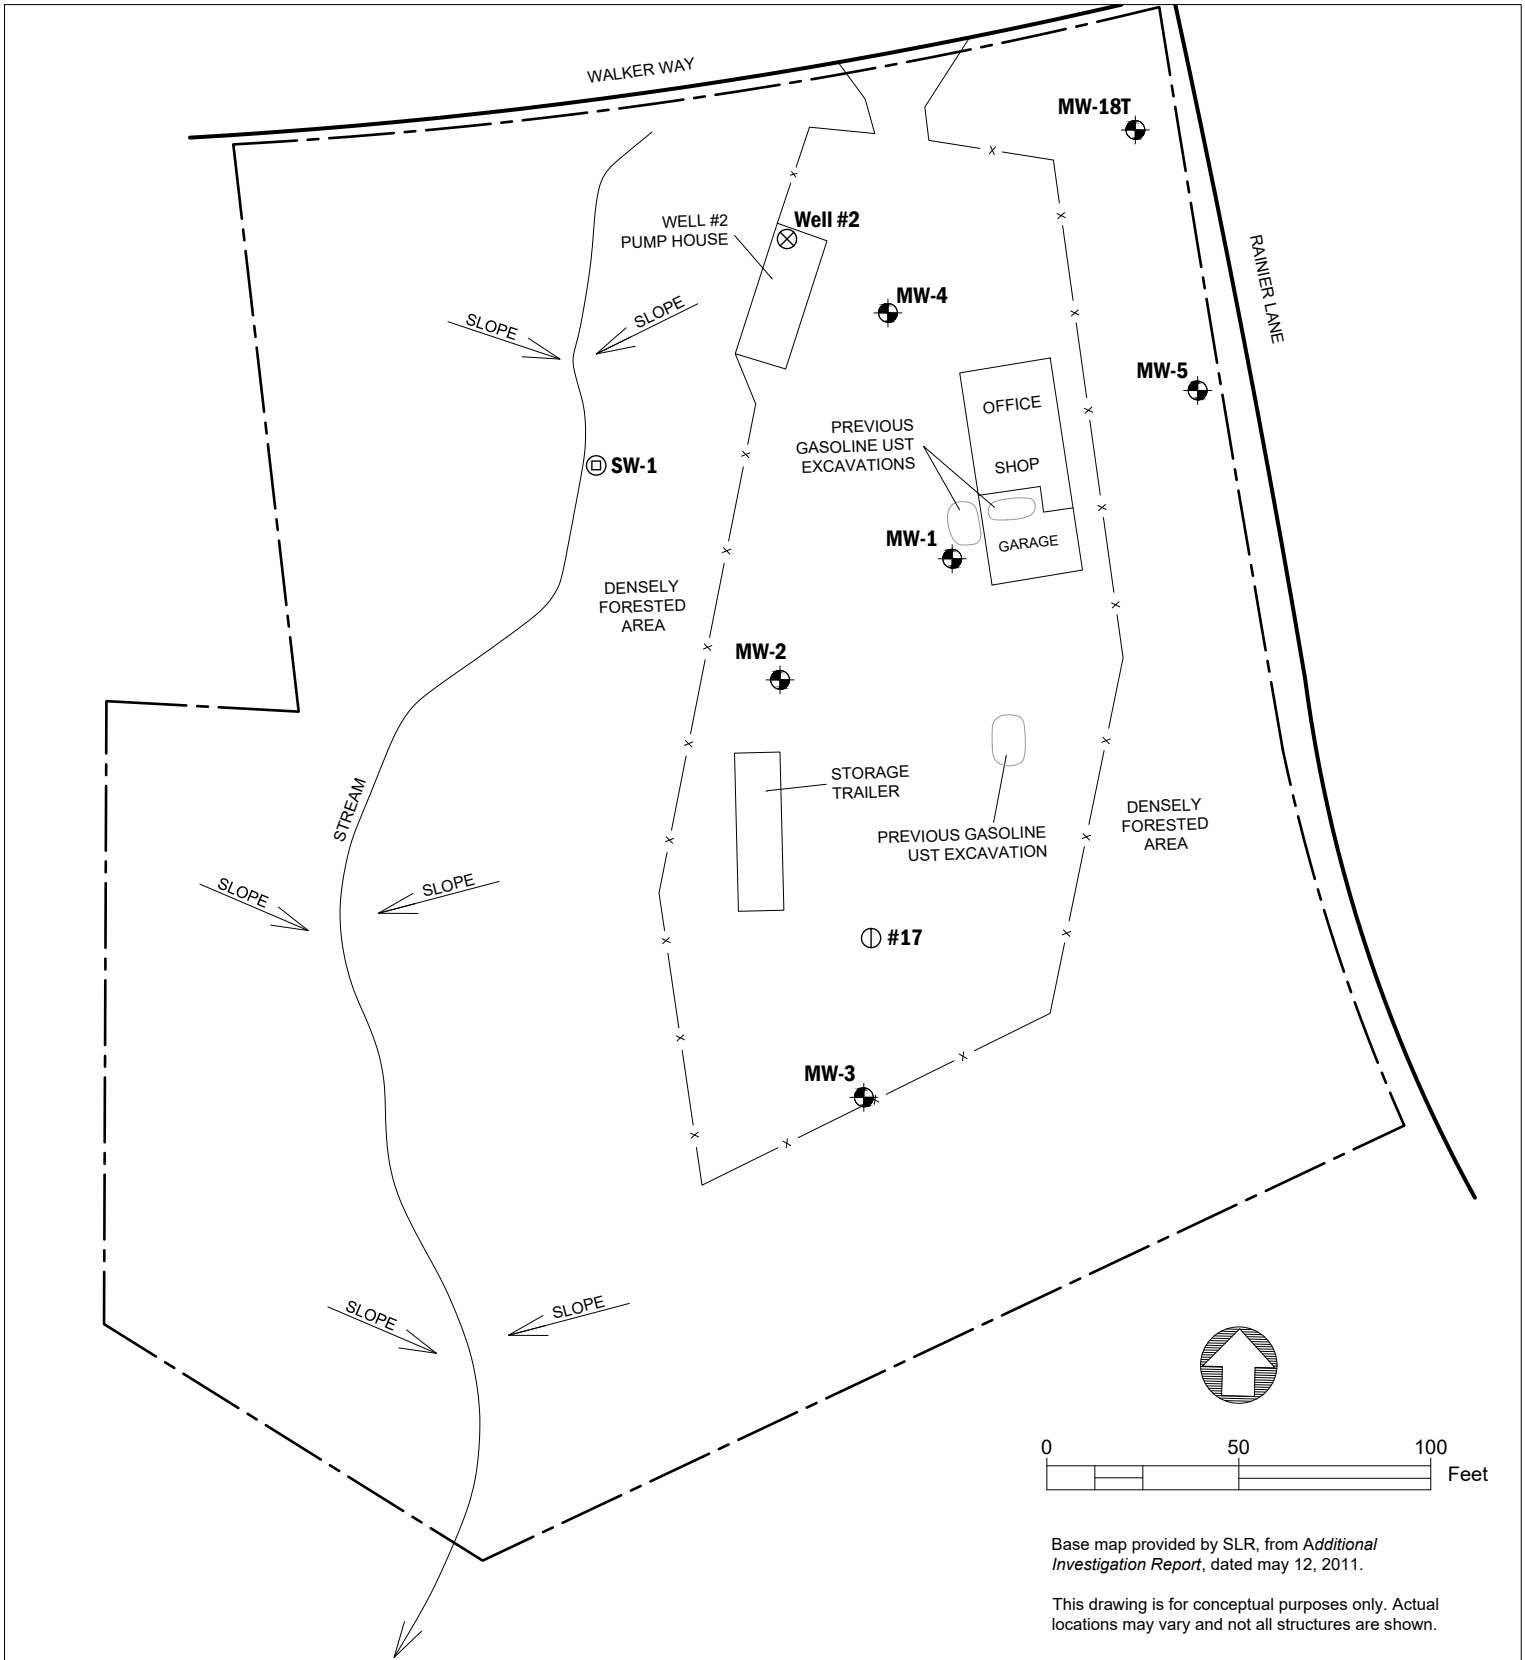 WALKER WAY
MW-18T
WELL #2
PUMP HOUSE
Well #2
RAINIER LANE
MW-4
SLOPE
SLOPE
MW-5
OFFICE
PREVIOUS
GASOLINE UST
EXCAVATIONS
SHOP
SW-1
MW-1
GARAGE
DENSELY
FORESTED
AREA
MW-2
STORAGE
TRAILER
STREAM
PREVIOUS GASOLINE
UST EXCAVATION
DENSELY
FORESTED
AREA
SLOPE
SLOPE
#17
MW-3
SLOPE
SLOPE
0 50 100
Feet
Base map provided by SLR, from Additional
Investigation Report, dated may 12, 2011.
This drawing is for conceptual purposes only. Actual
locations may vary and not all structures are shown.